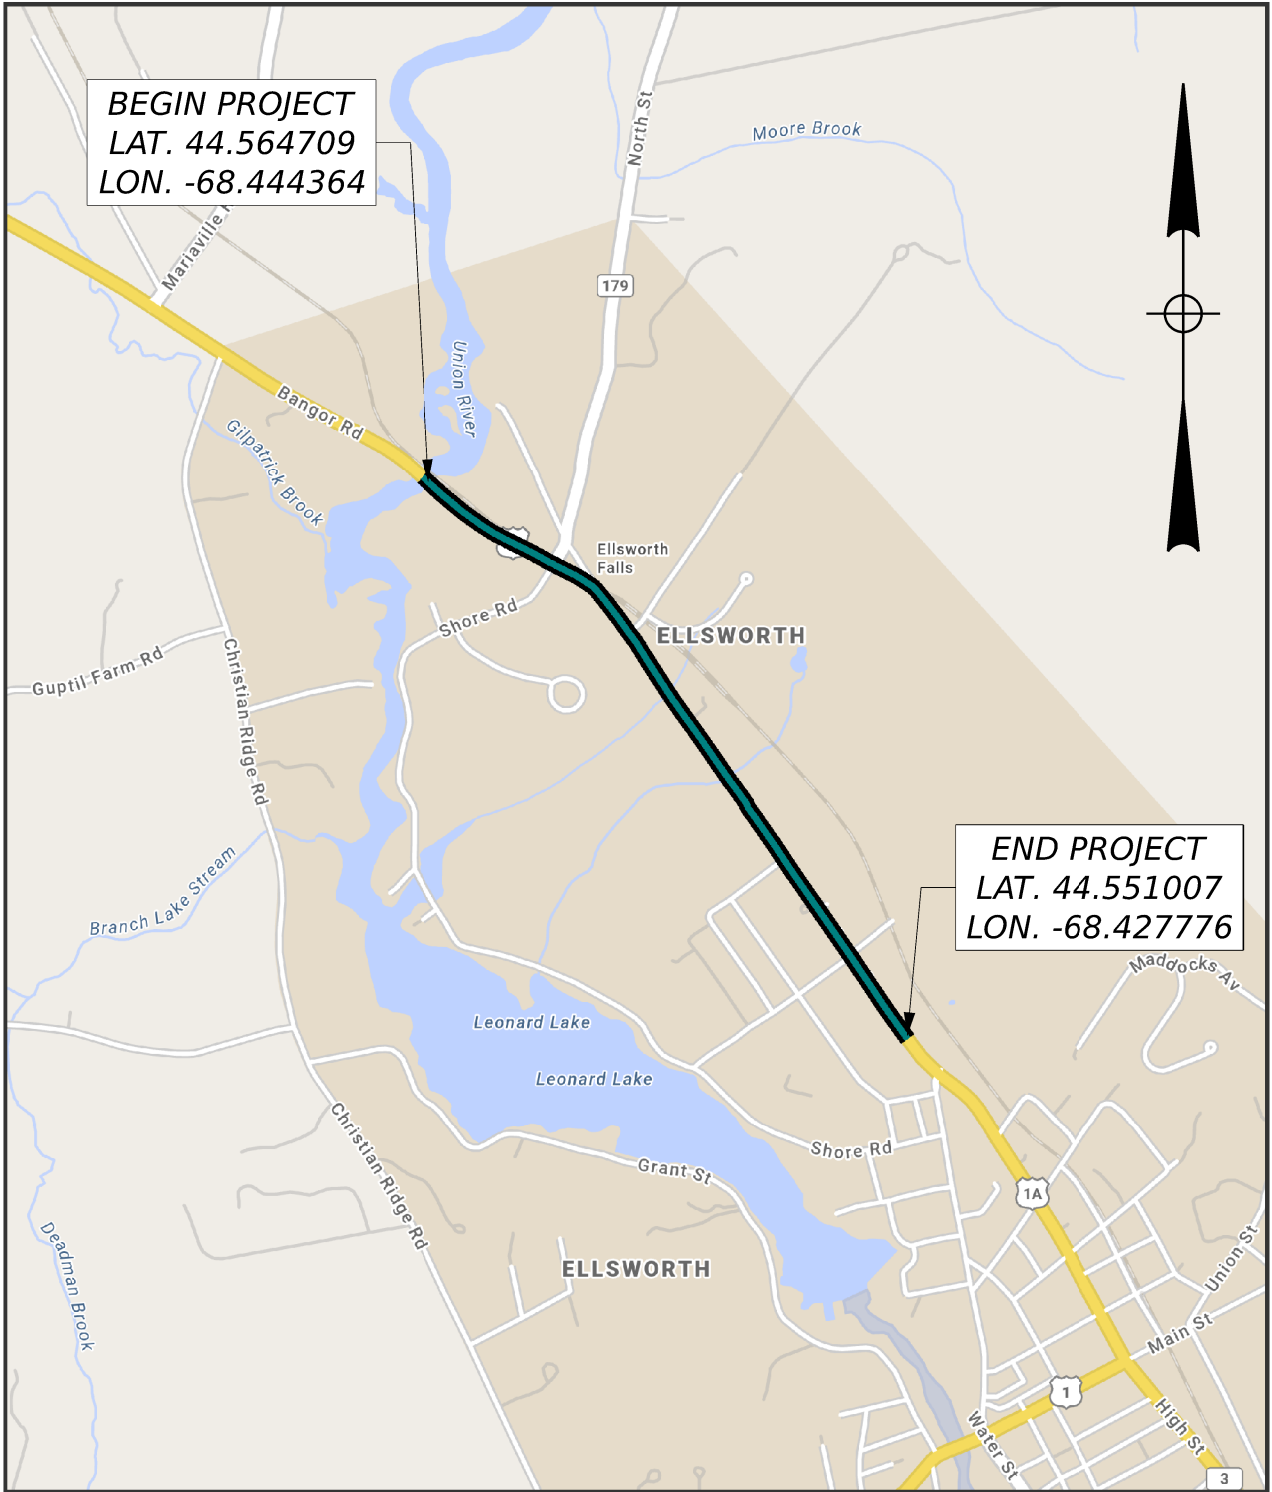 BEGIN PROJECT
LAT. 44.564709
LON. -68.444364
North St
Moore Brook
Mariaville
179
Union River
Bangor Rd
Gilpatrick Brook
Ellsworth
Falls
Shore Rd
ELLSWORTH
Guptil Farm Rd
Christian Ridge Rd
END PROJECT
LAT. 44.551007
LON. -68.427776
Branch Lake Stream
Maddocks Av
Leonard Lake
Leonard Lake
Christian Ridge Rd
Shore Rd
Grant St
1A
Deadman Brook
ELLSWORTH
Union St
Main St
1
High St
Water St
3